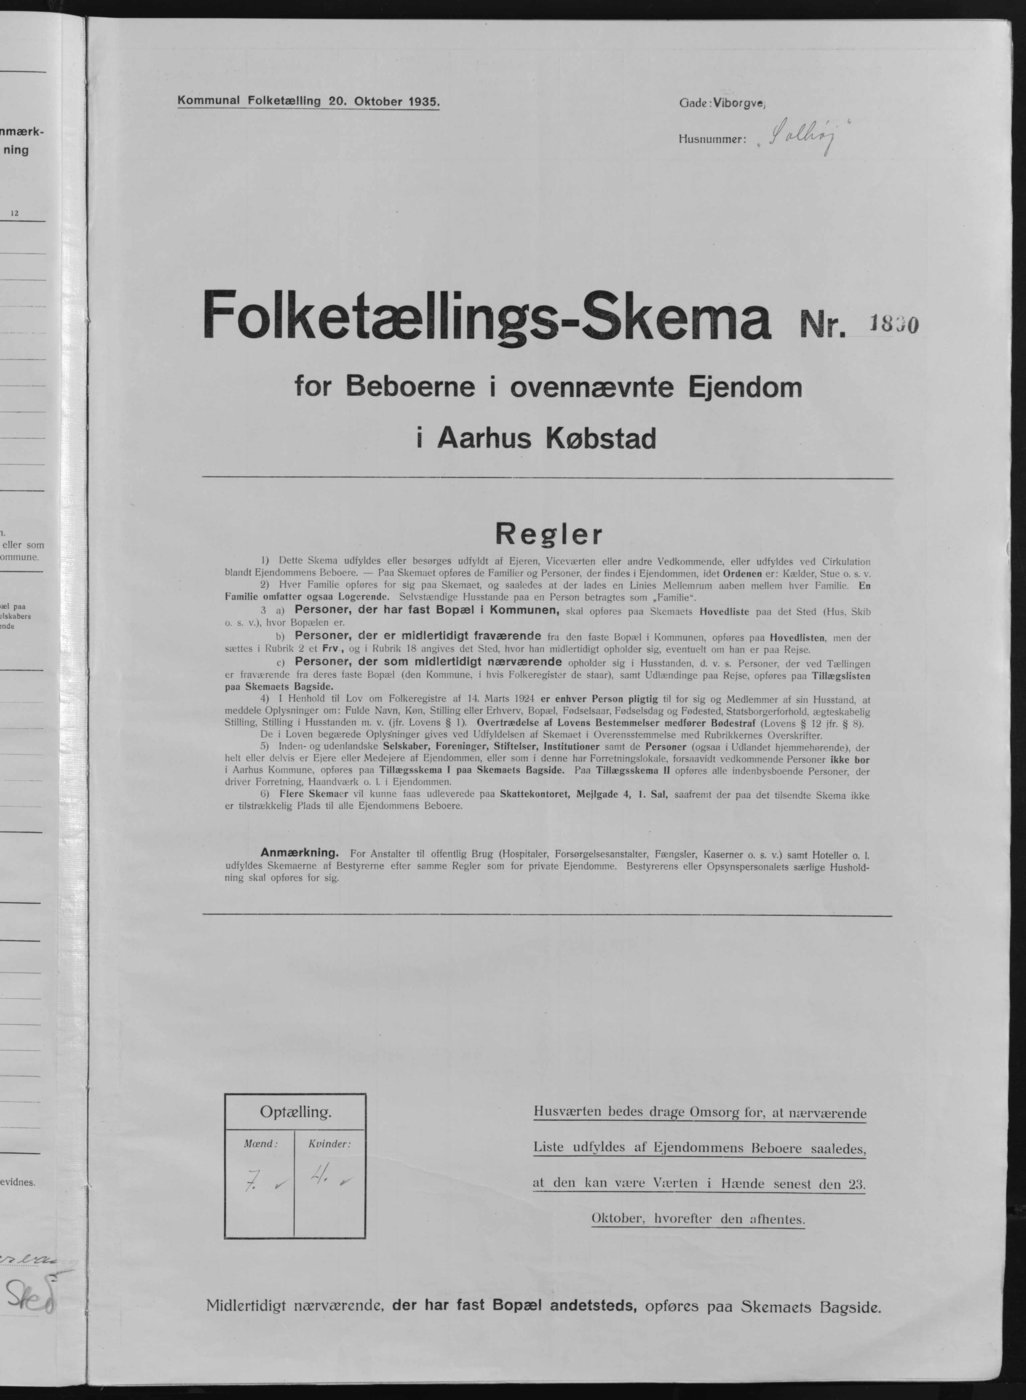 nmærk-
ning
12
n.
eller som
ommune.
æl paa
elskabers
ende
evidnes.
Sted
Kommunal Folketælling 20. Oktober 1935.
Gade: Viborgve,
Husnummer: „Solhøj“
Folketællings-Skema Nr. 1830
for Beboerne i ovennævnte Ejendom
i Aarhus Købstad
Regler
1) Dette Skema udfyldes eller besørges udfyldt af Ejeren, Viceværten eller andre Vedkommende, eller udfyldes ved Cirkulation
blandt Ejendommens Beboere. — Paa Skemaet opføres de Familier og Personer, der findes i Ejendommen, idet Ordenen er: Kælder, Stue o. s. v.
2) Hver Familie opføres for sig paa Skemaet, og saaledes at der lades en Linies Mellemrum aaben mellem hver Familie. En
Familie omfatter ogsaa Logerende. Selvstændige Husstande paa en Person betragtes som „Familie“.
3 a) Personer, der har fast Bopæl i Kommunen, skal opføres paa Skemaets Hovedliste paa det Sted (Hus, Skib
o. s. v.), hvor Bopælen er.
b) Personer, der er midlertidigt fraværende fra den faste Bopæl i Kommunen, opføres paa Hovedlisten, men der
sættes i Rubrik 2 et Frv., og i Rubrik 18 angives det Sted, hvor han midlertidigt opholder sig, eventuelt om han er paa Rejse.
c) Personer, der som midlertidigt nærværende opholder sig i Husstanden, d. v. s. Personer, der ved Tællingen
er fraværende fra deres faste Bopæl (den Kommune, i hvis Folkeregister de staar), samt Udlændinge paa Rejse, opføres paa Tillægslisten
paa Skemaets Bagside.
4) I Henhold til Lov om Folkeregistre af 14. Marts 1924 er enhver Person pligtig til for sig og Medlemmer af sin Husstand, at
meddele Oplysninger om: Fulde Navn, Køn, Stilling eller Erhverv, Bopæl, Fødselsaar, Fødselsdag og Fødested, Statsborgerforhold, ægteskabelig
Stilling, Stilling i Husstanden m. v. (jfr. Lovens § 1). Overtrædelse af Lovens Bestemmelser medfører Bødestraf (Lovens § 12 jfr. § 8).
De i Loven begærede Oplysninger gives ved Udfyldelsen af Skemaet i Overensstemmelse med Rubrikkernes Overskrifter.
5) Inden- og udenlandske Selskaber, Foreninger, Stiftelser, Institutioner samt de Personer (ogsaa i Udlandet hjemmehørende), der
helt eller delvis er Ejere eller Medejere af Ejendommen, eller som i denne har Forretningslokale, forsaavidt vedkommende Personer ikke bor
i Aarhus Kommune, opføres paa Tillægsskema I paa Skemaets Bagside. Paa Tillægsskema II opføres alle indenbysboende Personer, der
driver Forretning, Haandværk o. l. i Ejendommen.
6) Flere Skemaer vil kunne faas udleverede paa Skattekontoret, Mejlgade 4, 1. Sal, saafremt der paa det tilsendte Skema ikke
er tilstrækkelig Plads til alle Ejendommens Beboere.
Anmærkning. For Anstalter til offentlig Brug (Hospitaler, Forsørgelsesanstalter, Fængsler, Kaserner o. s. v.) samt Hoteller o. l.
udfyldes Skemaerne af Bestyrerne efter samme Regler som for private Ejendomme. Bestyrerens eller Opsynspersonalets særlige Hushold-
ning skal opføres for sig.
Optælling.
Mænd: Kvinder:
7. ✓ 4. ✓
Husværten bedes drage Omsorg for, at nærværende
Liste udfyldes af Ejendommens Beboere saaledes,
at den kan være Værten i Hænde senest den 23.
Oktober, hvorefter den afhentes.
Midlertidigt nærværende, der har fast Bopæl andetsteds, opføres paa Skemaets Bagside.